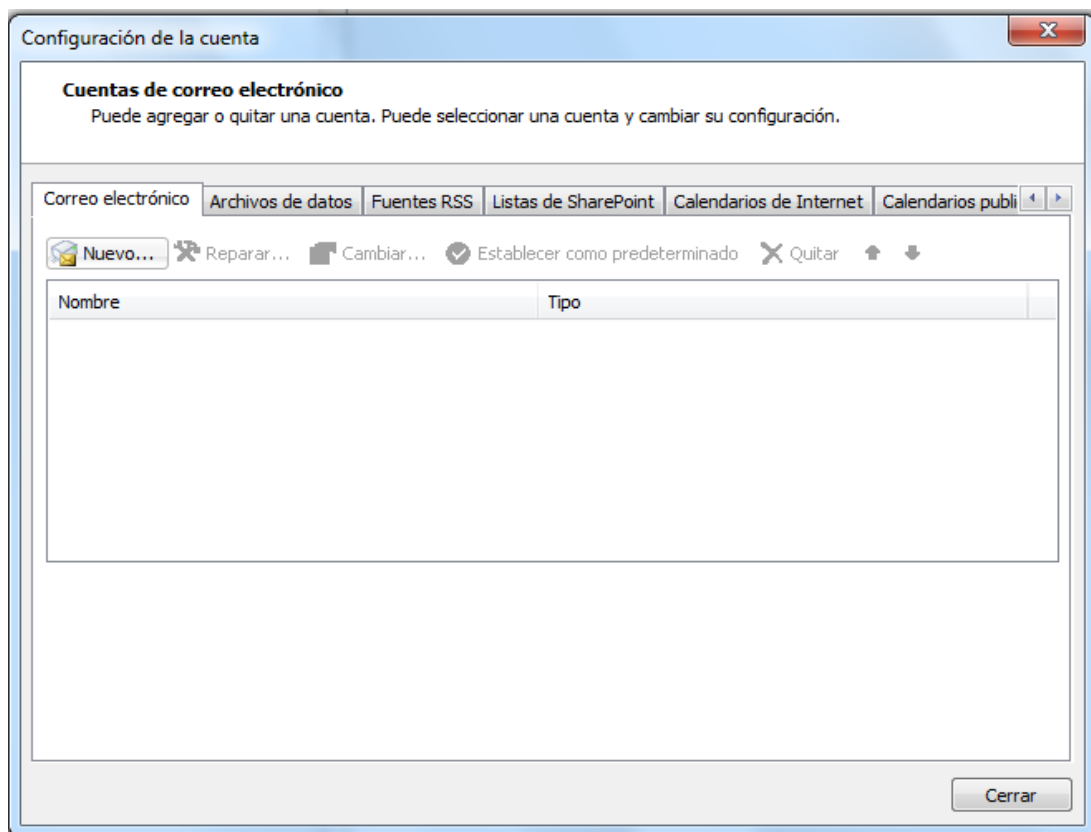 Configuración de la cuenta
Cuentas de correo electrónico
Puede agregar o quitar una cuenta. Puede seleccionar una cuenta y cambiar su configuración.
Correo electrónico Archivos de datos Fuentes RSS Listas de SharePoint Calendarios de Internet Calendarios publi
Nuevo... Reparar... Cambiar... Establecer como predeterminado Quitar
Nombre Tipo
Cerrar